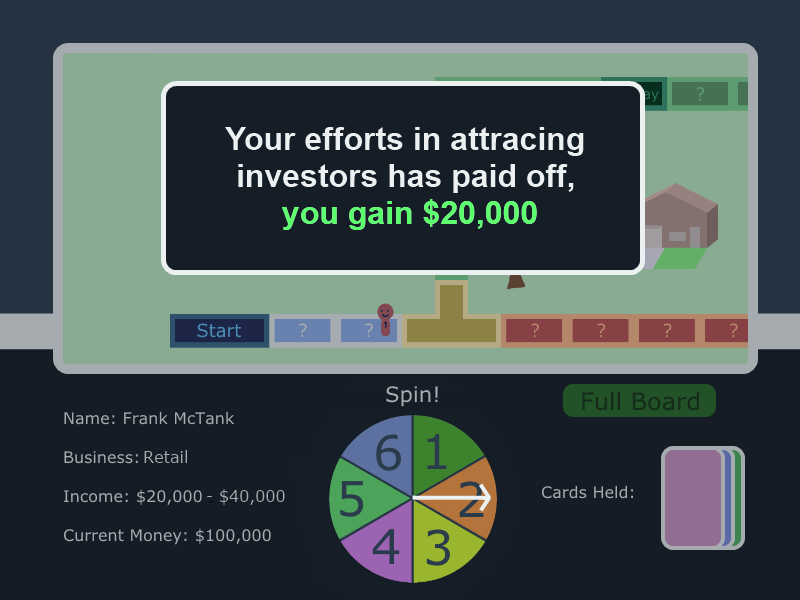 Your efforts in attracing
investors has paid off,
you gain $20,000
ay
?
Start
?
?
?
?
?
?
Spin!
Full Board
Name: Frank McTank
Business: Retail
Income: $20,000 - $40,000
Current Money: $100,000
6
1
5
2
4
3
Cards Held: